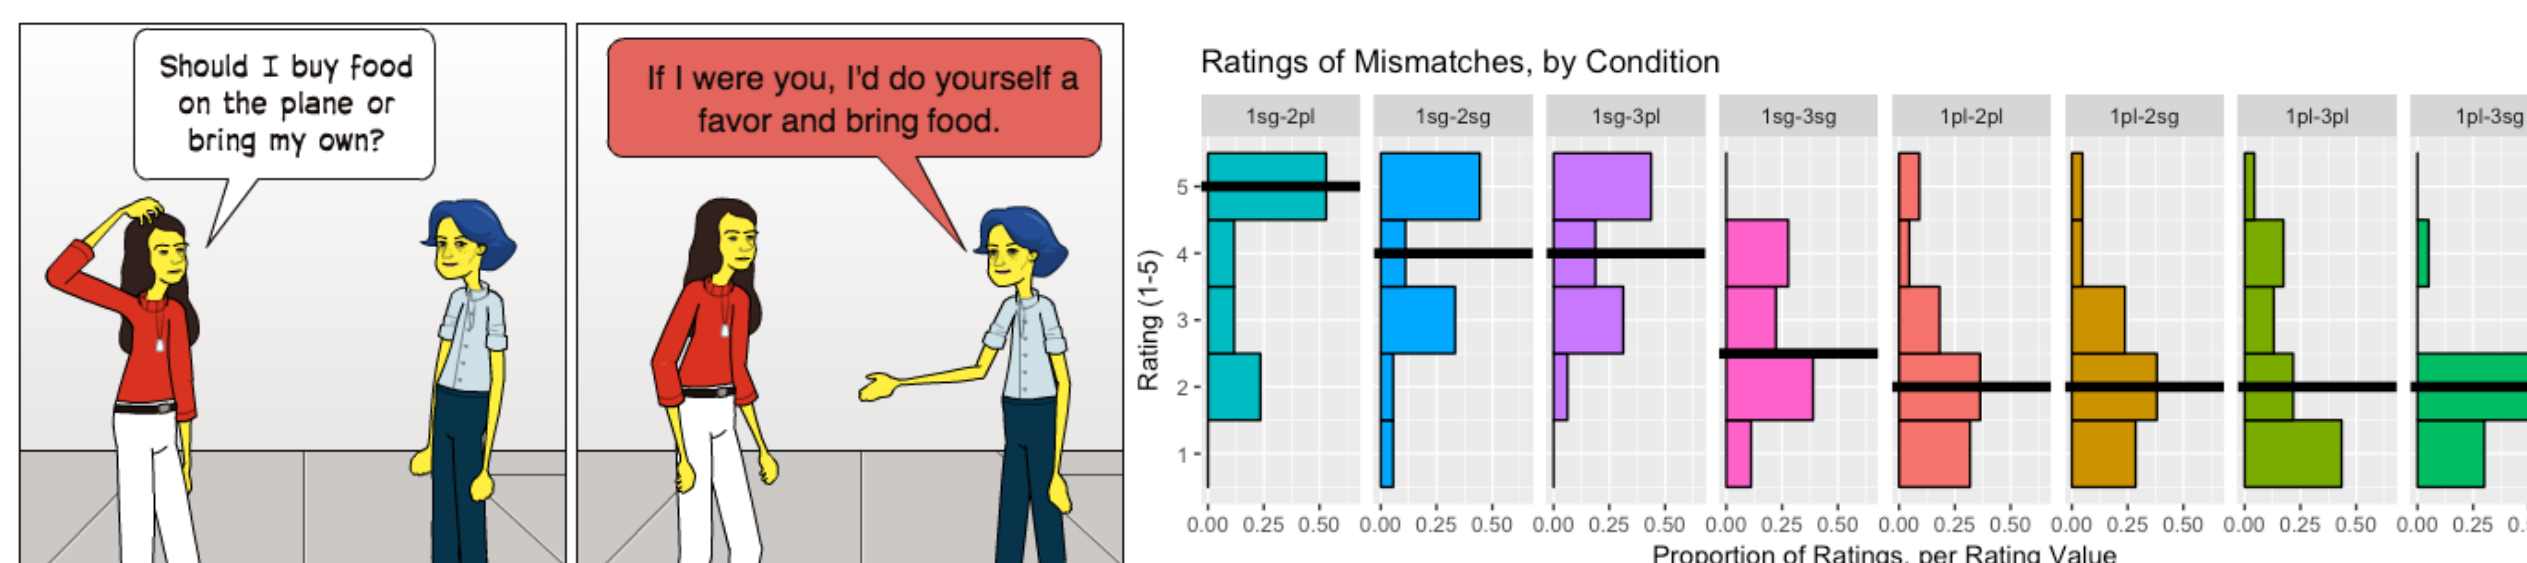 Should I buy food
on the plane or
bring my own?
If I were you, I'd do yourself a
favor and bring food.
Ratings of Mismatches, by Condition
1sg-2pl 1sg-2sg 1sg-3pl 1sg-3sg 1pl-2pl 1pl-2sg 1pl-3pl 1pl-3sg
Rating (1-5)
5
4
3
2
1
0.00 0.25 0.50 0.00 0.25 0.50 0.00 0.25 0.50 0.00 0.25 0.50 0.00 0.25 0.50 0.00 0.25 0.50 0.00 0.25 0.50 0.00 0.25
Proportion of Ratings, per Rating Value